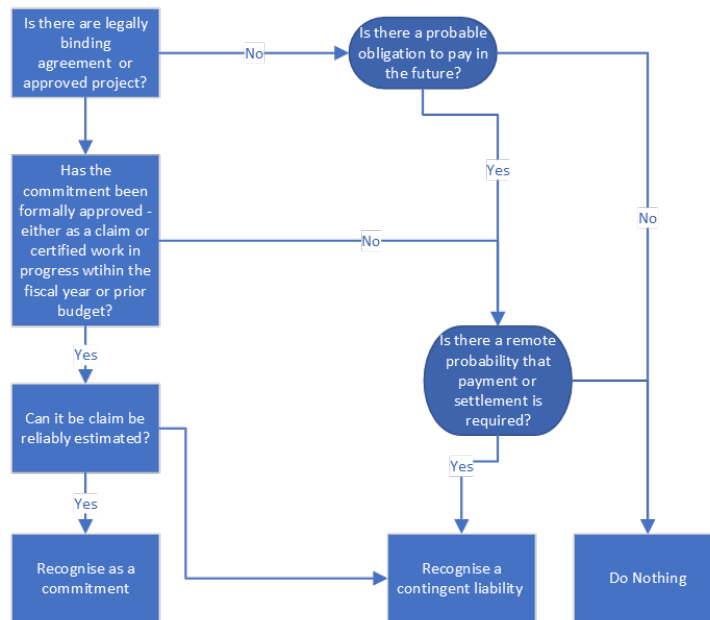 Is there are legally
binding
agreement or
approved project?
No
Is there a probable
obligation to pay in
the future?
Has the
commitment been
formally approved -
either as a claim or
certified work in
progress wtihin the
fiscal year or prior
budget?
Yes
No
No
Is there a remote
probability that
payment or
settlement is
required?
Yes
Can it be claim be
reliably estimated?
Yes
Yes
Recognise as a
commitment
Recognise a
contingent liability
Do Nothing